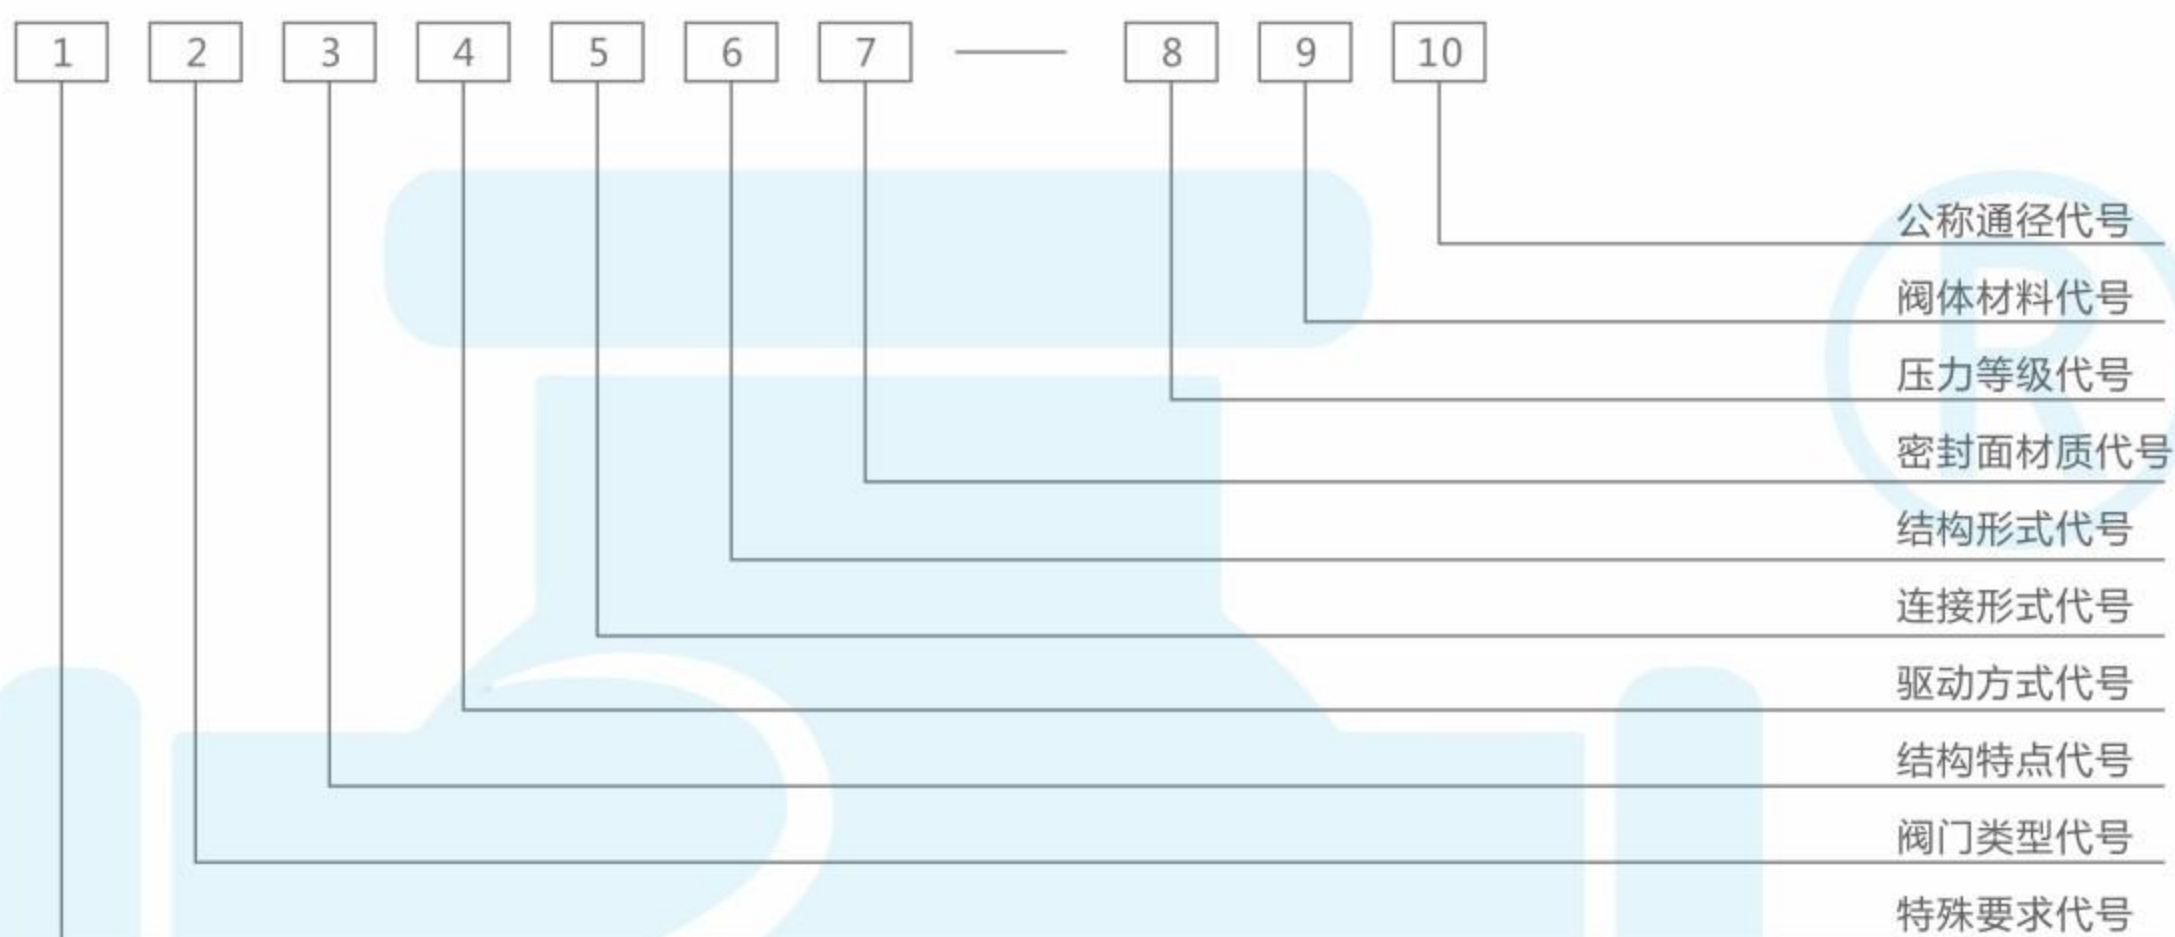 1 2 3 4 5 6 7 — 8 9 10
公称通径代号
阀体材料代号
压力等级代号
密封面材质代号
结构形式代号
连接形式代号
驱动方式代号
结构特点代号
阀门类型代号
特殊要求代号
®